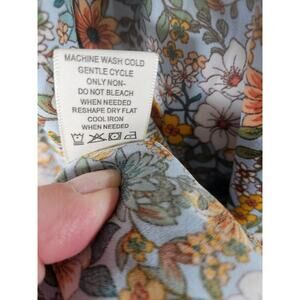 MACHINE WASH COLD
GENTLE CYCLE
ONLY NON-
DO NOT BLEACH
WHEN NEEDED
RESHAPE DRY FLAT
COOL IRON
WHEN NEEDED